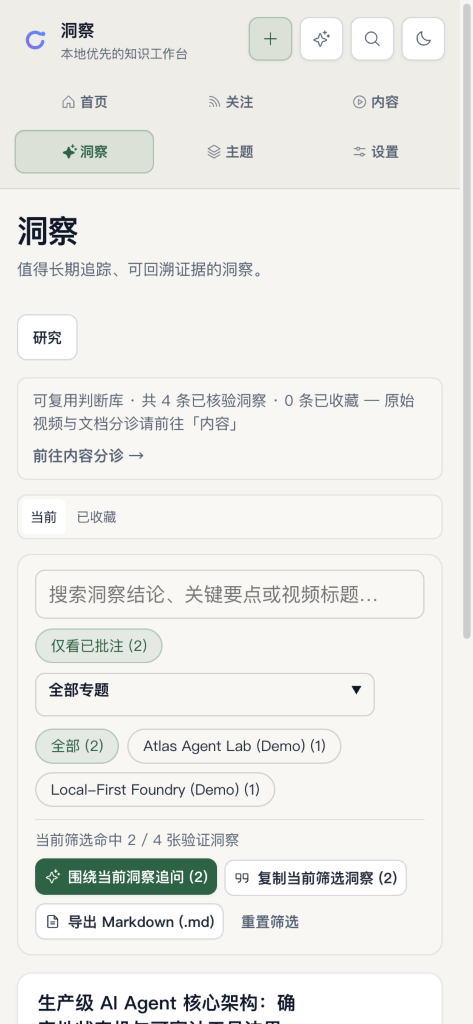 洞察
本地优先的知识工作台
首页 关注 内容
洞察 主题 设置
洞察
值得长期追踪、可回溯证据的洞察。
研究
可复用判断库 · 共 4 条已核验洞察 · 0 条已收藏 — 原始
视频与文档分诊请前往「内容」
前往内容分诊 →
当前 已收藏
搜索洞察结论、关键要点或视频标题…
仅看已批注 (2)
全部专题 ▼
全部 (2) Atlas Agent Lab (Demo) (1)
Local-First Foundry (Demo) (1)
当前筛选命中 2 / 4 张验证洞察
围绕当前洞察追问 (2) 复制当前筛选洞察 (2)
导出 Markdown (.md) 重置筛选
生产级 AI Agent 核心架构：确